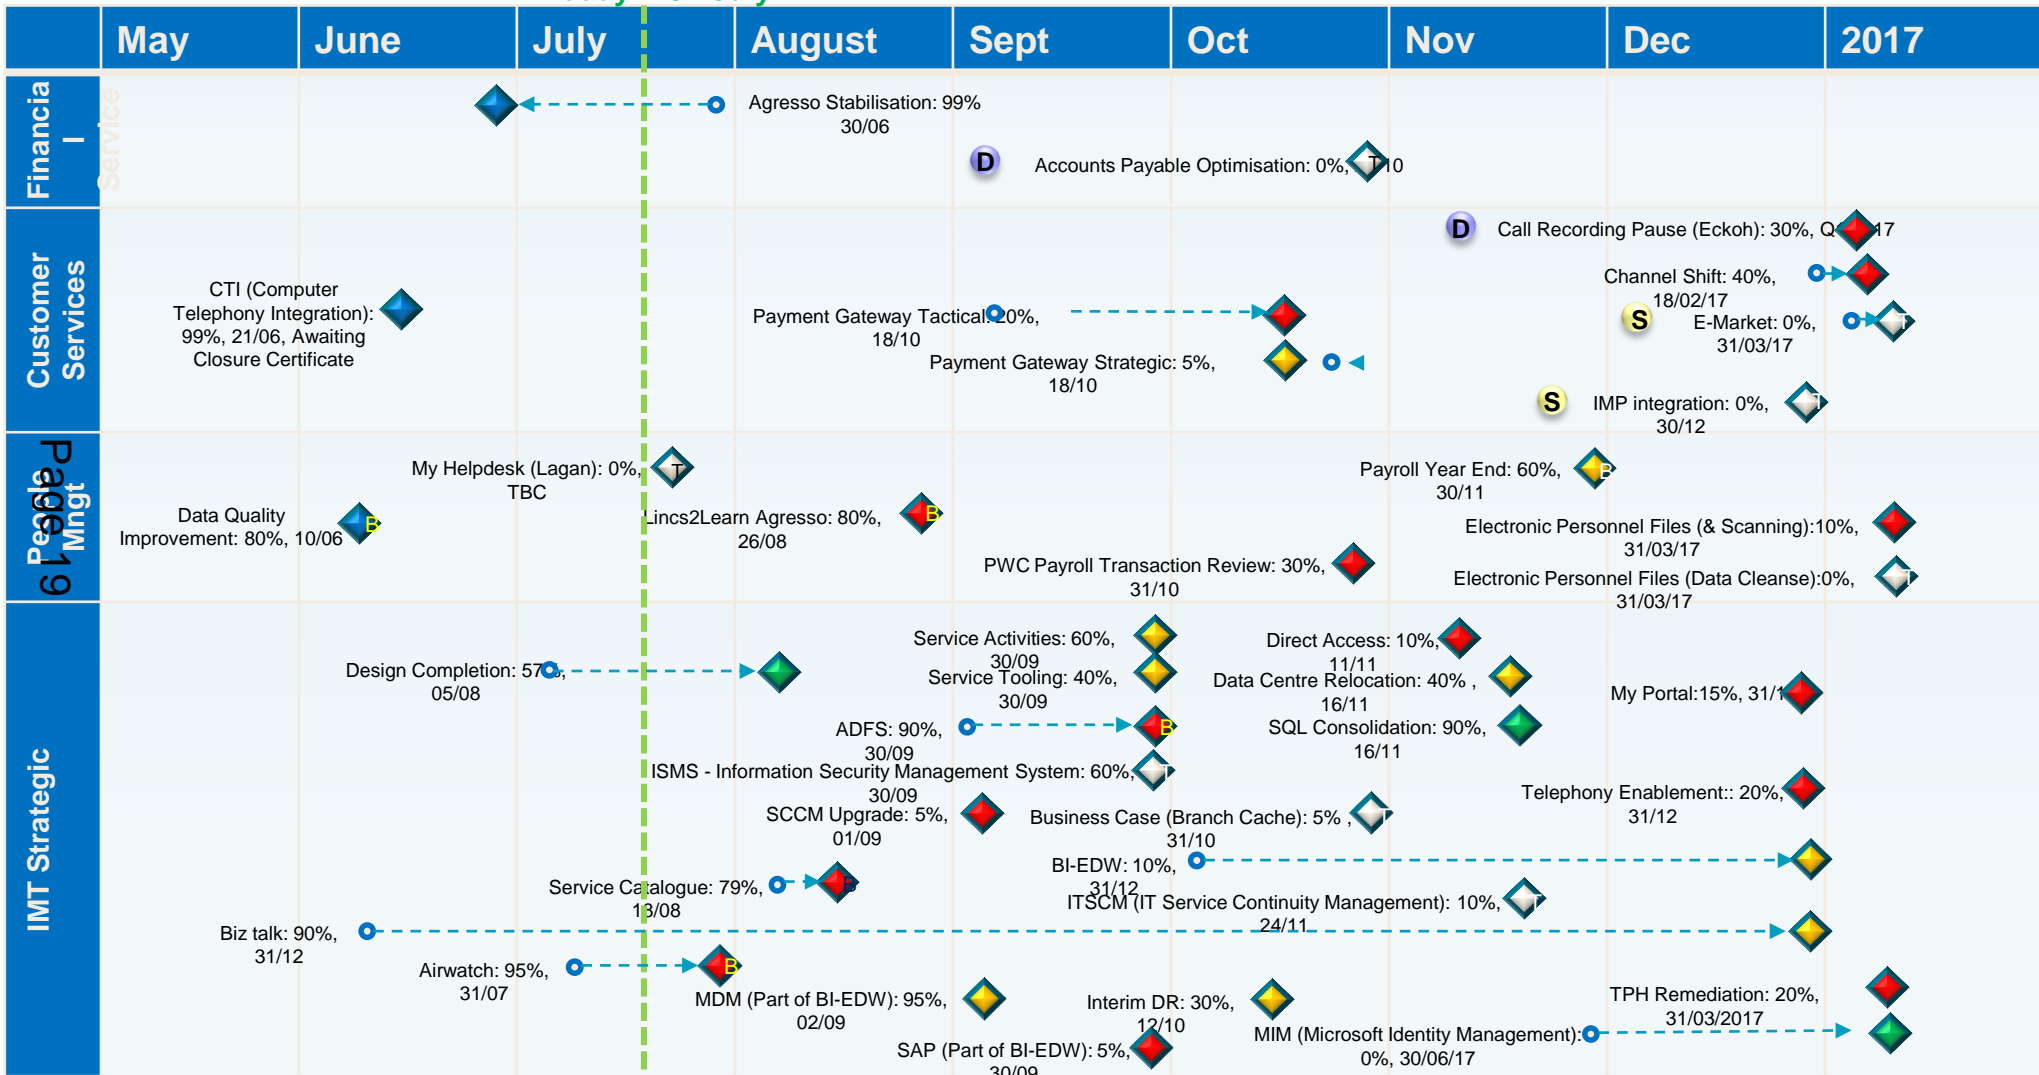 May
June
July
August
Sept
Oct
Nov
Dec
2017
Financia
l
Service
Agresso Stabilisation: 99%
30/06
D
Accounts Payable Optimisation: 0%,
T
10
Customer
Services
D
Call Recording Pause (Eckoh): 30%,
17
CTI (Computer
Telephony Integration):
99%, 21/06, Awaiting
Closure Certificate
Channel Shift: 40%,
18/02/17
Payment Gateway Tactical: 20%,
18/10
S
E-Market: 0%,
31/03/17
T
Payment Gateway Strategic: 5%,
18/10
S
IMP integration: 0%,
30/12
T
People
Mngt
Page 19
My Helpdesk (Lagan): 0%,
TBC
T
Payroll Year End: 60%,
30/11
B
Data Quality
Improvement: 80%, 10/06
B
Lincs2Learn Agresso: 80%,
26/08
B
Electronic Personnel Files (& Scanning):10%,
31/03/17
PWC Payroll Transaction Review: 30%,
31/10
Electronic Personnel Files (Data Cleanse):0%,
31/03/17
T
IMT Strategic
Service Activities: 60%,
30/09
Direct Access: 10%,
11/11
Design Completion: 57%,
05/08
Service Tooling: 40%,
30/09
Data Centre Relocation: 40% ,
16/11
My Portal:15%,
ADFS: 90%,
30/09
B
SQL Consolidation: 90%,
16/11
ISMS - Information Security Management System: 60%,
30/09
T
Telephony Enablement:: 20%,
31/12
SCCM Upgrade: 5%,
01/09
Business Case (Branch Cache): 5% ,
31/10
T
BI-EDW: 10%,
31/12
Service Catalogue: 79%,
13/08
B
ITSCM (IT Service Continuity Management): 10%,
24/11
T
Biz talk: 90%,
31/12
Airwatch: 95%,
31/07
B
MDM (Part of BI-EDW): 95%,
02/09
Interim DR: 30%,
12/10
TPH Remediation: 20%,
31/03/2017
SAP (Part of BI-EDW): 5%,
30/09
MIM (Microsoft Identity Management):
0%, 30/06/17